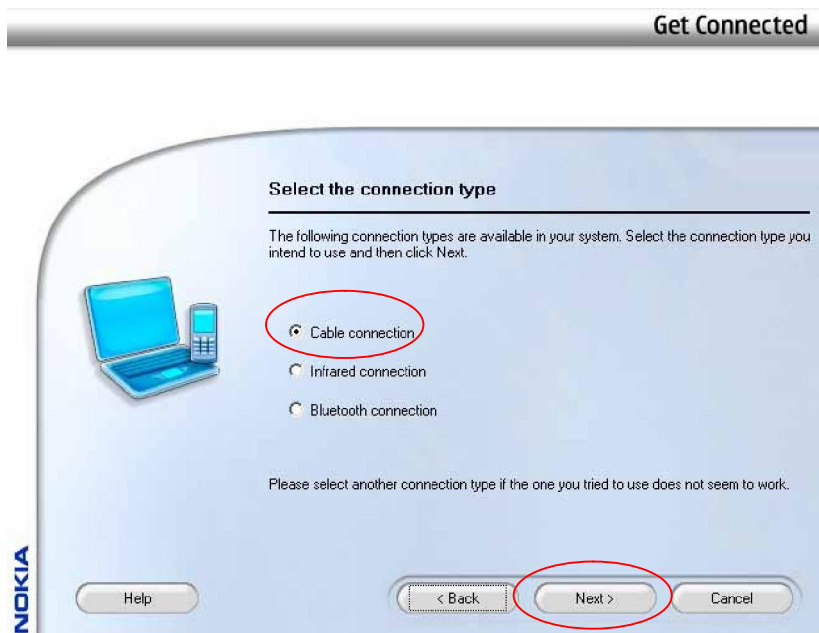 Get Connected
Select the connection type
The following connection types are available in your system. Select the connection type you
intend to use and then click Next.
Cable connection
Infrared connection
Bluetooth connection
Please select another connection type if the one you tried to use does not seem to work.
NOKIA
Help
< Back
Next >
Cancel